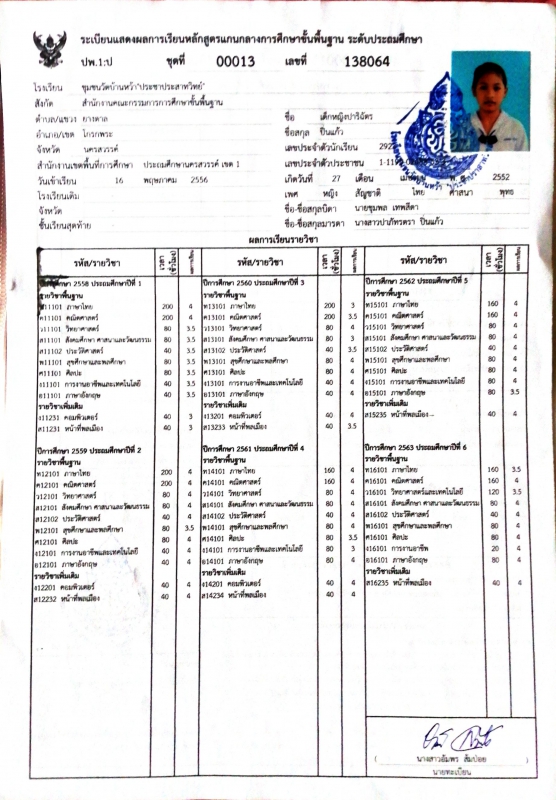 ระเบียนแสดงผลการเรียนหลักสูตรแกนกลางการศึกษาขั้นพื้นฐาน ระดับประถมศึกษา
ปพ.1:ป ชุดที่ 00013 เลขที่ 138064
โรงเรียน ชุมชนวัดบ้านหว้า"ประชาประสาทวิทย์"
สังกัด สำนักงานคณะกรรมการการศึกษาขั้นพื้นฐาน
ตำบล/แขวง ยางตาล
อำเภอ/เขต โกรกพระ
จังหวัด นครสวรรค์
สำนักงานเขตพื้นที่การศึกษา ประถมศึกษานครสวรรค์ เขต 1
วันเข้าเรียน 16 พฤษภาคม 2556
โรงเรียนเดิม
จังหวัด
ชั้นเรียนสุดท้าย
ชื่อ เด็กหญิงปาริฉัตร
ชื่อสกุล ปิ่นแก้ว
เลขประจำตัวนักเรียน
เลขประจำตัวประชาชน
เกิดวันที่ 27 เดือน พ.ศ. 2552
เพศ หญิง สัญชาติ ไทย ศาสนา พุทธ
ชื่อ-ชื่อสกุลบิดา นายชุมพล เทพสีดา
ชื่อ-ชื่อสกุลมารดา นางสาวปาภัทรตรา ปิ่นแก้ว
ผลการเรียนรายวิชา
รหัส/รายวิชา เวลา (ชั่วโมง) ผลการเรียน
ปีการศึกษา 2558 ประถมศึกษาปีที่ 1
รายวิชาพื้นฐาน
ท11101 ภาษาไทย 200 4
ค11101 คณิตศาสตร์ 200 4
ว11101 วิทยาศาสตร์ 80 3.5
ส11101 สังคมศึกษา ศาสนาและวัฒนธรรม 80 3.5
ส11102 ประวัติศาสตร์ 40 3.5
พ11101 สุขศึกษาและพลศึกษา 80 3.5
ศ11101 ศิลปะ 80 3.5
ง11101 การงานอาชีพและเทคโนโลยี 40 3.5
อ11101 ภาษาอังกฤษ 40 3.5
รายวิชาเพิ่มเติม
ง11231 คอมพิวเตอร์ 40 3
ส11231 หน้าที่พลเมือง 40 3
ปีการศึกษา 2559 ประถมศึกษาปีที่ 2
รายวิชาพื้นฐาน
ท12101 ภาษาไทย 200 4
ค12101 คณิตศาสตร์ 200 4
ว12101 วิทยาศาสตร์ 80 4
ส12101 สังคมศึกษา ศาสนาและวัฒนธรรม 80 4
ส12102 ประวัติศาสตร์ 40 4
พ12101 สุขศึกษาและพลศึกษา 80 3.5
ศ12101 ศิลปะ 80 4
ง12101 การงานอาชีพและเทคโนโลยี 40 4
อ12101 ภาษาอังกฤษ 40 4
รายวิชาเพิ่มเติม
ง12201 คอมพิวเตอร์ 40 4
ส12232 หน้าที่พลเมือง 40 4
รหัส/รายวิชา เวลา (ชั่วโมง) ผลการเรียน
ปีการศึกษา 2560 ประถมศึกษาปีที่ 3
รายวิชาพื้นฐาน
ท13101 ภาษาไทย 200 3
ค13101 คณิตศาสตร์ 200 3.5
ว13101 วิทยาศาสตร์ 80 4
ส13101 สังคมศึกษา ศาสนาและวัฒนธรรม 80 3
ส13102 ประวัติศาสตร์ 40 3.5
พ13101 สุขศึกษาและพลศึกษา 80 4
ศ13101 ศิลปะ 80 4
ง13101 การงานอาชีพและเทคโนโลยี 40 3.5
อ13101 ภาษาอังกฤษ 40 4
รายวิชาเพิ่มเติม
ง13201 คอมพิวเตอร์ 40 4
ส13233 หน้าที่พลเมือง 40 3.5
ปีการศึกษา 2561 ประถมศึกษาปีที่ 4
รายวิชาพื้นฐาน
ท14101 ภาษาไทย 160 4
ค14101 คณิตศาสตร์ 160 4
ว14101 วิทยาศาสตร์ 80 4
ส14101 สังคมศึกษา ศาสนาและวัฒนธรรม 80 4
ส14102 ประวัติศาสตร์ 40 4
พ14101 สุขศึกษาและพลศึกษา 80 4
ศ14101 ศิลปะ 80 3.5
ง14101 การงานอาชีพและเทคโนโลยี 80 3
อ14101 ภาษาอังกฤษ 80 4
รายวิชาเพิ่มเติม
ง14201 คอมพิวเตอร์ 40 4
ส14234 หน้าที่พลเมือง 40 4
รหัส/รายวิชา เวลา (ชั่วโมง) ผลการเรียน
ปีการศึกษา 2562 ประถมศึกษาปีที่ 5
รายวิชาพื้นฐาน
ท15101 ภาษาไทย 160 4
ค15101 คณิตศาสตร์ 160 4
ว15101 วิทยาศาสตร์ 80 4
ส15101 สังคมศึกษา ศาสนาและวัฒนธรรม 80 4
ส15102 ประวัติศาสตร์ 40 4
พ15101 สุขศึกษาและพลศึกษา 80 4
ศ15101 ศิลปะ 80 4
ง15101 การงานอาชีพและเทคโนโลยี 80 4
อ15101 ภาษาอังกฤษ 80 3.5
รายวิชาเพิ่มเติม
ส15235 หน้าที่พลเมือง 40 4
ปีการศึกษา 2563 ประถมศึกษาปีที่ 6
รายวิชาพื้นฐาน
ท16101 ภาษาไทย 160 3.5
ค16101 คณิตศาสตร์ 160 4
ว16101 วิทยาศาสตร์และเทคโนโลยี 120 3.5
ส16101 สังคมศึกษา ศาสนาและวัฒนธรรม 80 4
ส16102 ประวัติศาสตร์ 40 4
พ16101 สุขศึกษาและพลศึกษา 80 4
ศ16101 ศิลปะ 80 4
ง16101 การงานอาชีพ 20 4
อ16101 ภาษาอังกฤษ 80 4
รายวิชาเพิ่มเติม
ส16235 หน้าที่พลเมือง 40 4
( นางสาวอัมพร ส้มป่อย )
นายทะเบียน